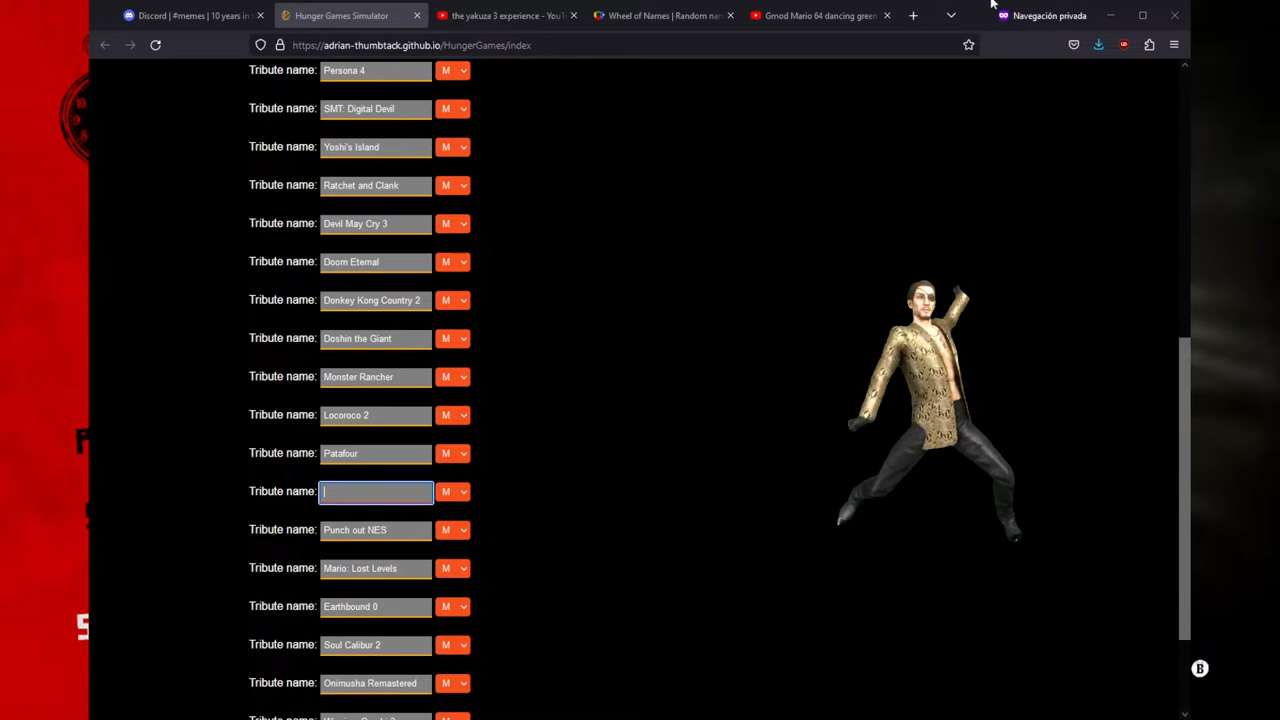 Discord | #memes | 10 years in
Hunger Games Simulator
the yakuza 3 experience - YouTu
Wheel of Names | Random na
Gmod Mario 64 dancing green
Navegación privada
https://adrian-thumbtack.github.io/HungerGames/index
Tribute name: Persona 4 M
Tribute name: SMT: Digital Devil M
Tribute name: Yoshi's Island M
Tribute name: Ratchet and Clank M
Tribute name: Devil May Cry 3 M
Tribute name: Doom Eternal M
Tribute name: Donkey Kong Country 2 M
Tribute name: Doshin the Giant M
Tribute name: Monster Rancher M
Tribute name: Locoroco 2 M
Tribute name: Patafour M
Tribute name: M
Tribute name: Punch out NES M
Tribute name: Mario: Lost Levels M
Tribute name: Earthbound 0 M
Tribute name: Soul Calibur 2 M
B
Tribute name: Onimusha Remastered M